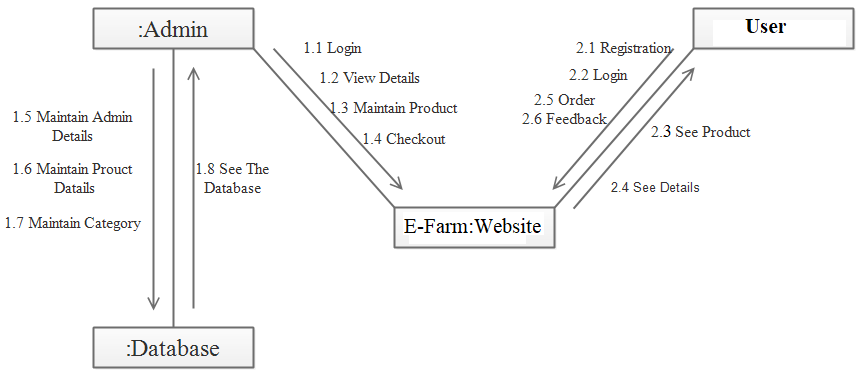 :Admin
User
1.1 Login
1.2 View Details
1.3 Maintain Product
1.4 Checkout
2.1 Registration
2.2 Login
2.5 Order
2.6 Feedback
2.3 See Product
2.4 See Details
1.5 Maintain Admin
Details
1.6 Maintain Prouct
Datails
1.7 Maintain Category
1.8 See The
Database
E-Farm:Website
:Database